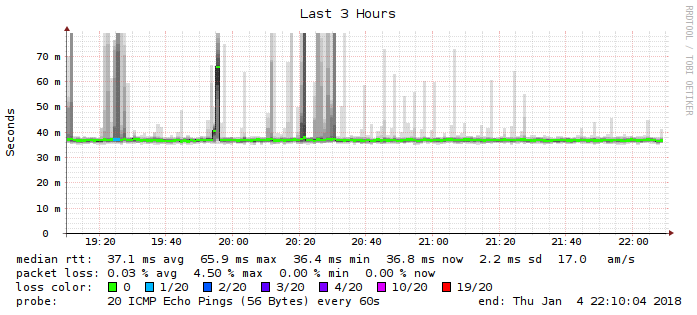 Last 3 Hours
RRDTOOL / TOBI OETIKER
Seconds
70 m
60 m
50 m
40 m
30 m
20 m
10 m
0
19:20 19:40 20:00 20:20 20:40 21:00 21:20 21:40 22:00
median rtt: 37.1 ms avg 65.9 ms max 36.4 ms min 36.8 ms now 2.2 ms sd 17.0 am/s
packet loss: 0.03 % avg 4.50 % max 0.00 % min 0.00 % now
loss color: 0 1/20 2/20 3/20 4/20 10/20 19/20
probe: 20 ICMP Echo Pings (56 Bytes) every 60s end: Thu Jan 4 22:10:04 2018